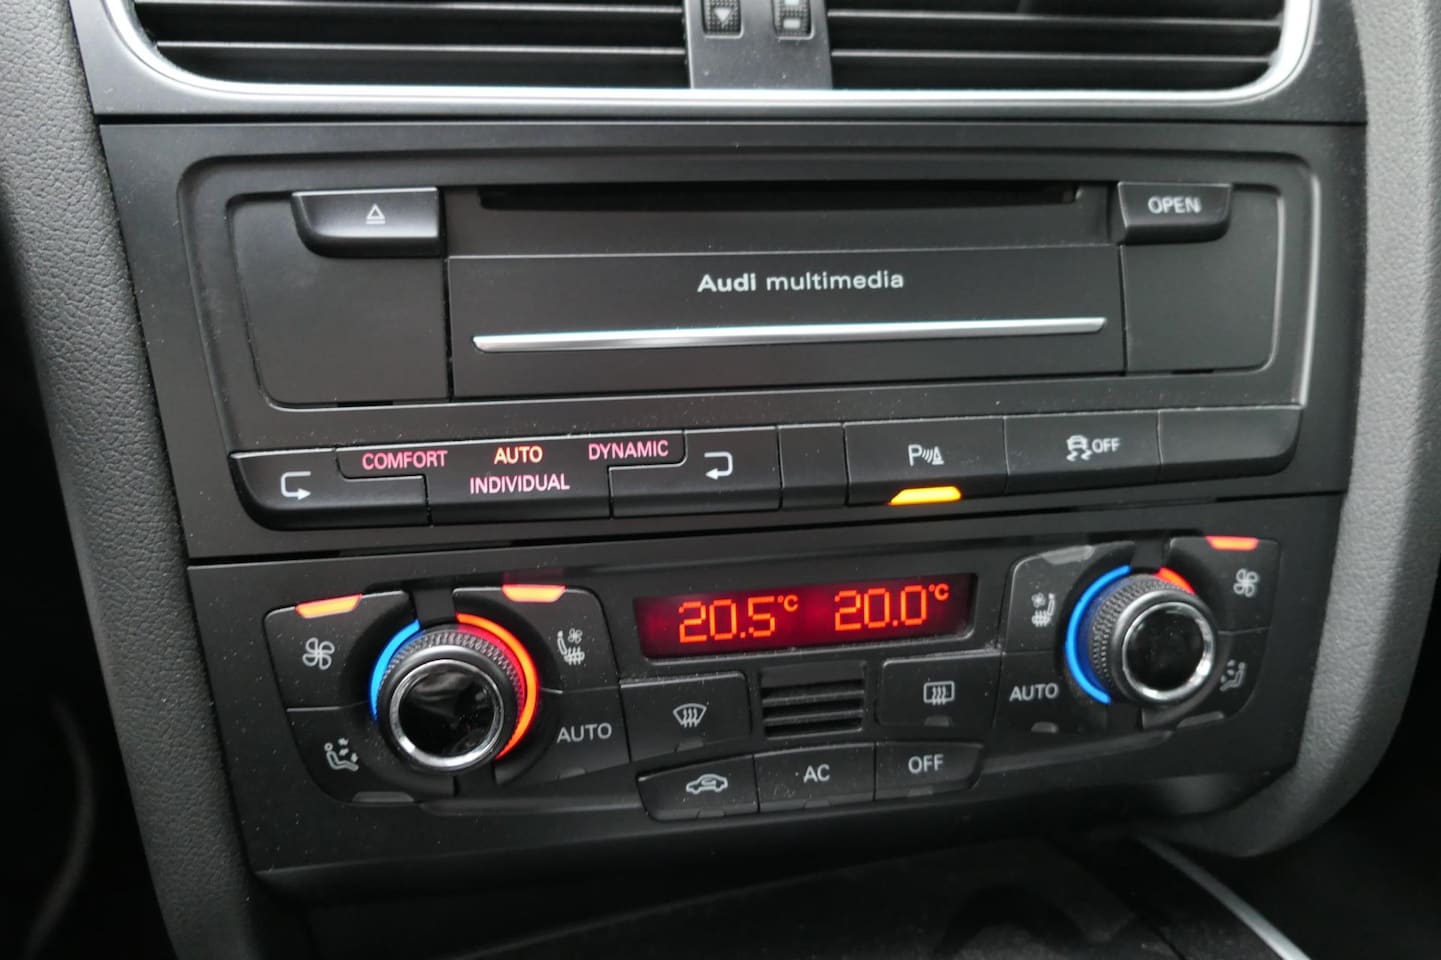 OPEN
Audi multimedia
COMFORT AUTO DYNAMIC
INDIVIDUAL
P OFF
20.5°C 20.0°C
AUTO AUTO
AC OFF